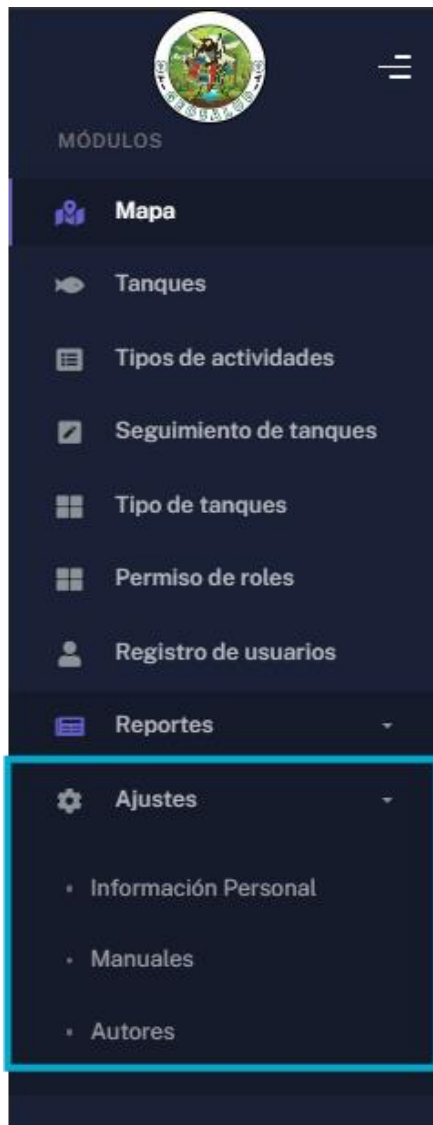 MÓDULOS
Mapa
Tanques
Tipos de actividades
Seguimiento de tanques
Tipo de tanques
Permiso de roles
Registro de usuarios
Reportes
Ajustes
Información Personal
Manuales
Autores